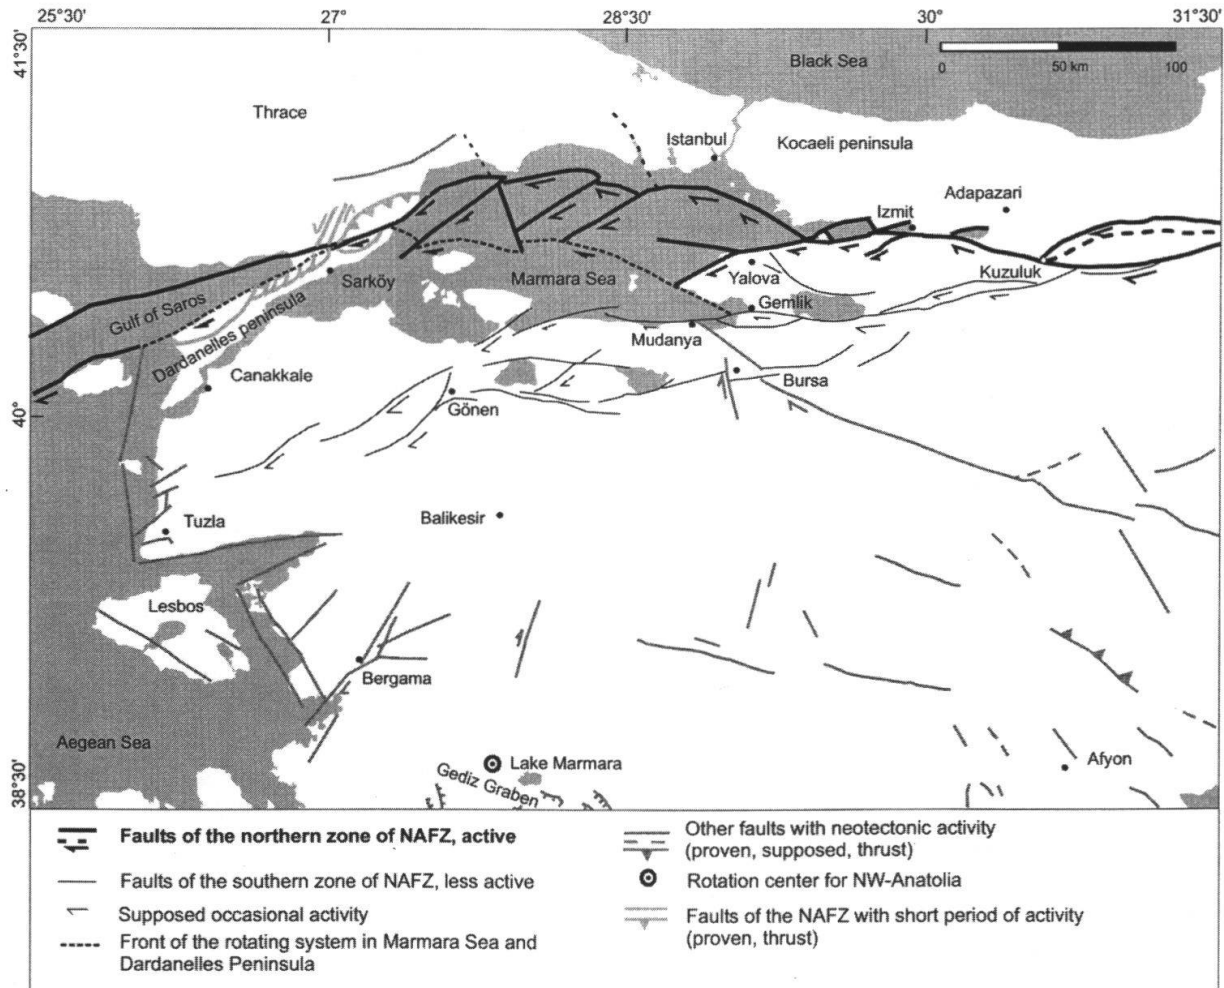 25°30'
27°
28°30'
30°
31°30'
41°30'
Black Sea
0
50 km
100
Thrace
Istanbul
Kocaeli peninsula
Adapazari
Izmit
Sarköy
Marmara Sea
Yalova
Kuzuluk
Gulf of Saros
Gemlik
Dardanelles peninsula
Mudanya
Canakkale
Bursa
40°
Gönen
Tuzla
Balikesir
Lesbos
Bergama
Aegean Sea
Lake Marmara
Afyon
Gediz Graben
38°30'
Faults of the northern zone of NAFZ, active
Faults of the southern zone of NAFZ, less active
Supposed occasional activity
Front of the rotating system in Marmara Sea and
Dardanelles Peninsula
Other faults with neotectonic activity
(proven, supposed, thrust)
Rotation center for NW-Anatolia
Faults of the NAFZ with short period of activity
(proven, thrust)